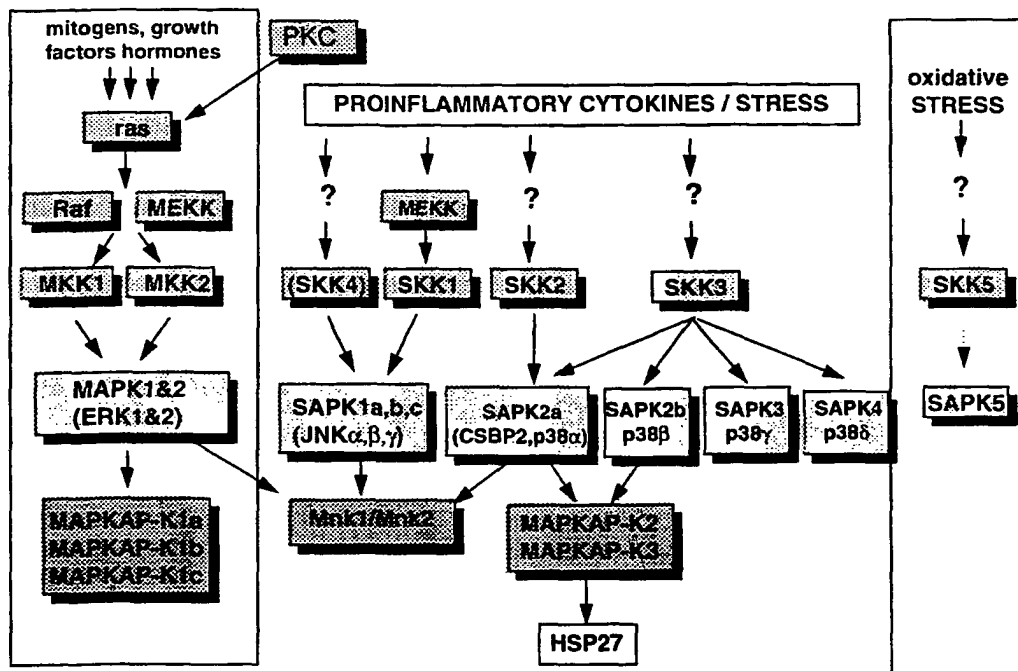 mitogens, growth
factors hormones
PKC
ras
Raf
MEKK
MKK1
MKK2
MAPK1&2
(ERK1&2)
MAPKAP-K1a
MAPKAP-K1b
MAPKAP-K1c
PROINFLAMMATORY CYTOKINES / STRESS
?
MEKK
?
?
(SKK4)
SKK1
SKK2
SKK3
SAPK1a,b,c
(JNKα,β,γ)
SAPK2a
(CSBP2,p38α)
SAPK2b
p38β
SAPK3
p38γ
SAPK4
p38δ
Mnk1/Mnk2
MAPKAP-K2
MAPKAP-K3
HSP27
oxidative
STRESS
?
SKK5
SAPK5